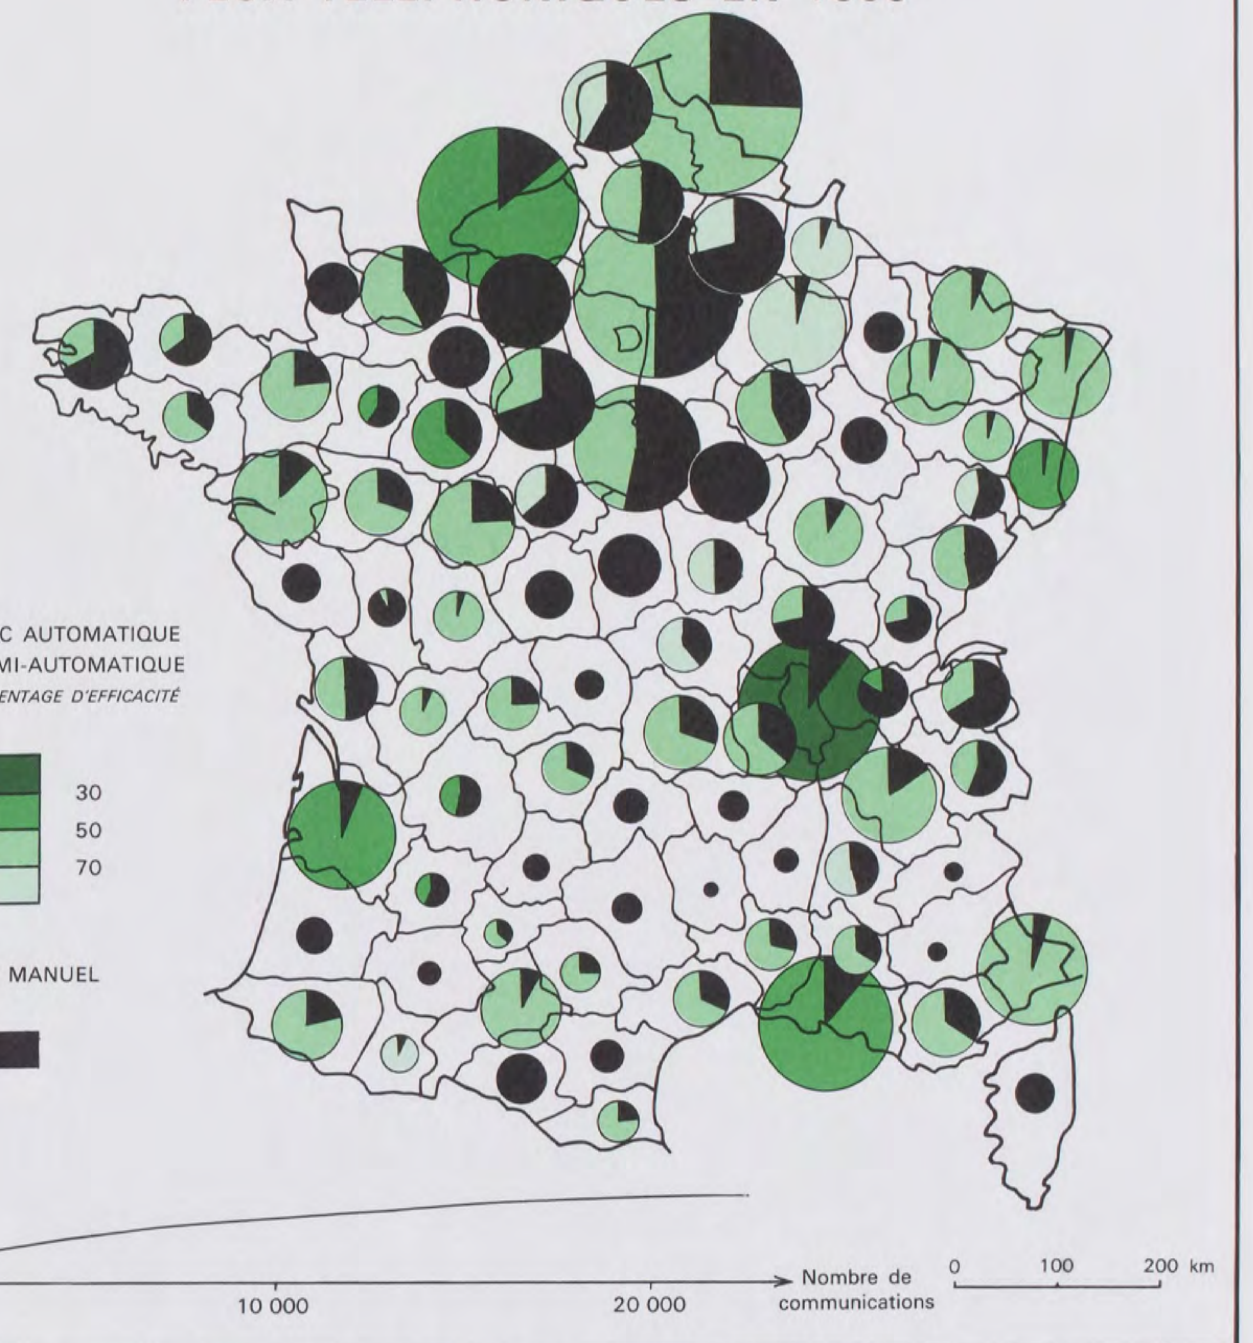 C AUTOMATIQUE
MI-AUTOMATIQUE
ENTAGE D'EFFICACITÉ
30
50
70
MANUEL
0 100 200 km
Nombre de
communications
10 000 20 000